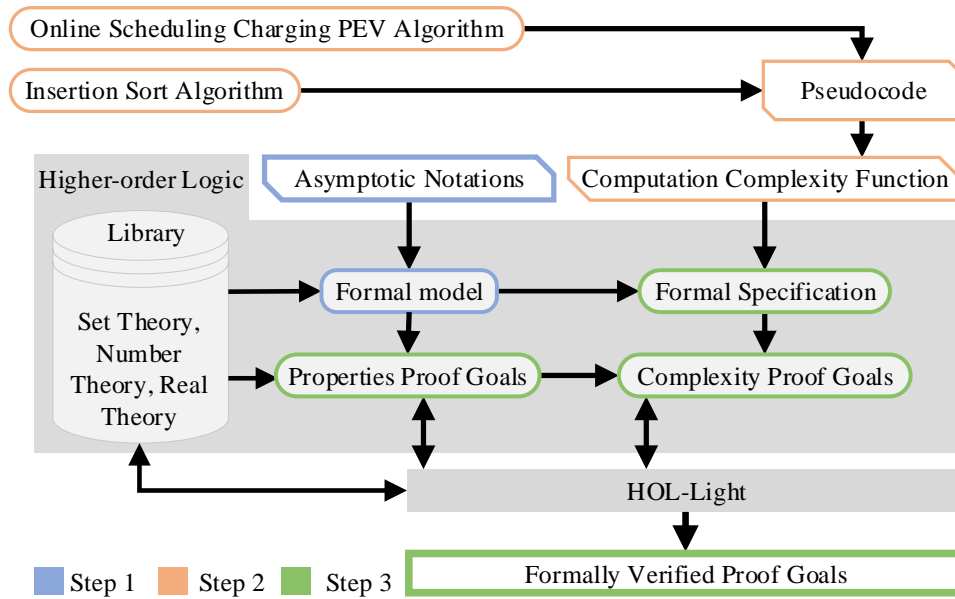 Online Scheduling Charging PEV Algorithm
Insertion Sort Algorithm
Pseudocode
Higher-order Logic
Asymptotic Notations
Computation Complexity Function
Library
Formal model
Formal Specification
Set Theory,
Number
Theory, Real
Theory
Properties Proof Goals
Complexity Proof Goals
HOL-Light
Step 1
Step 2
Step 3
Formally Verified Proof Goals